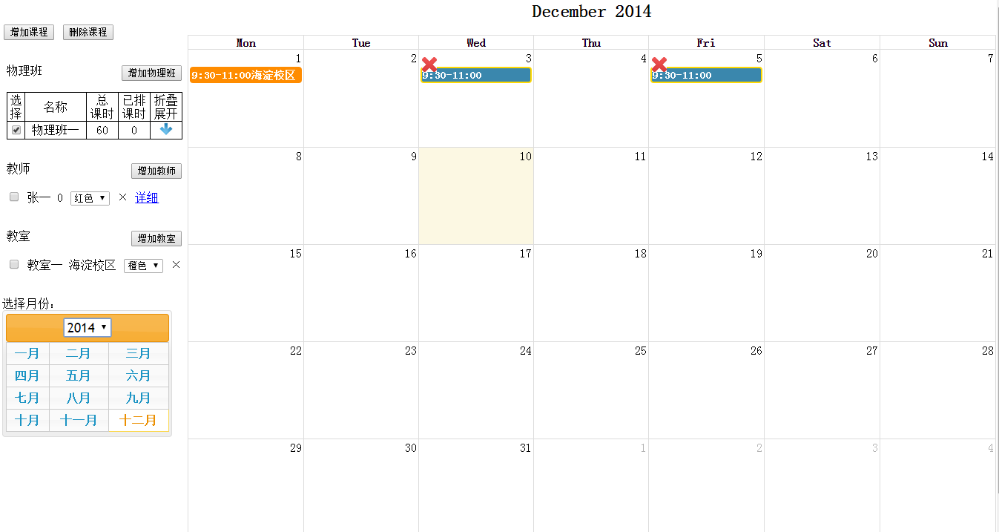 December 2014
增加课程 删除课程
物理班 增加物理班
选择 名称 总课时 已排课时 折叠展开
物理班一 60 0
教师 增加教师
张一 0 红色 × 详细
教室 增加教室
教室一 海淀校区 橙色 ×
选择月份:
2014
一月 二月 三月
四月 五月 六月
七月 八月 九月
十月 十一月 十二月
Mon Tue Wed Thu Fri Sat Sun
1 2 3 4 5 6 7
9:30-11:00海淀校区 9:30-11:00 9:30-11:00
8 9 10 11 12 13 14
15 16 17 18 19 20 21
22 23 24 25 26 27 28
29 30 31 1 2 3 4